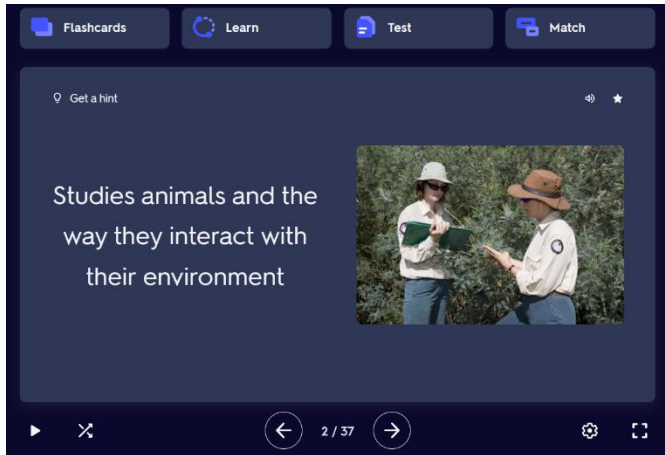 Flashcards
Learn
Test
Match
Get a hint
Studies animals and the
way they interact with
their environment
2 / 37